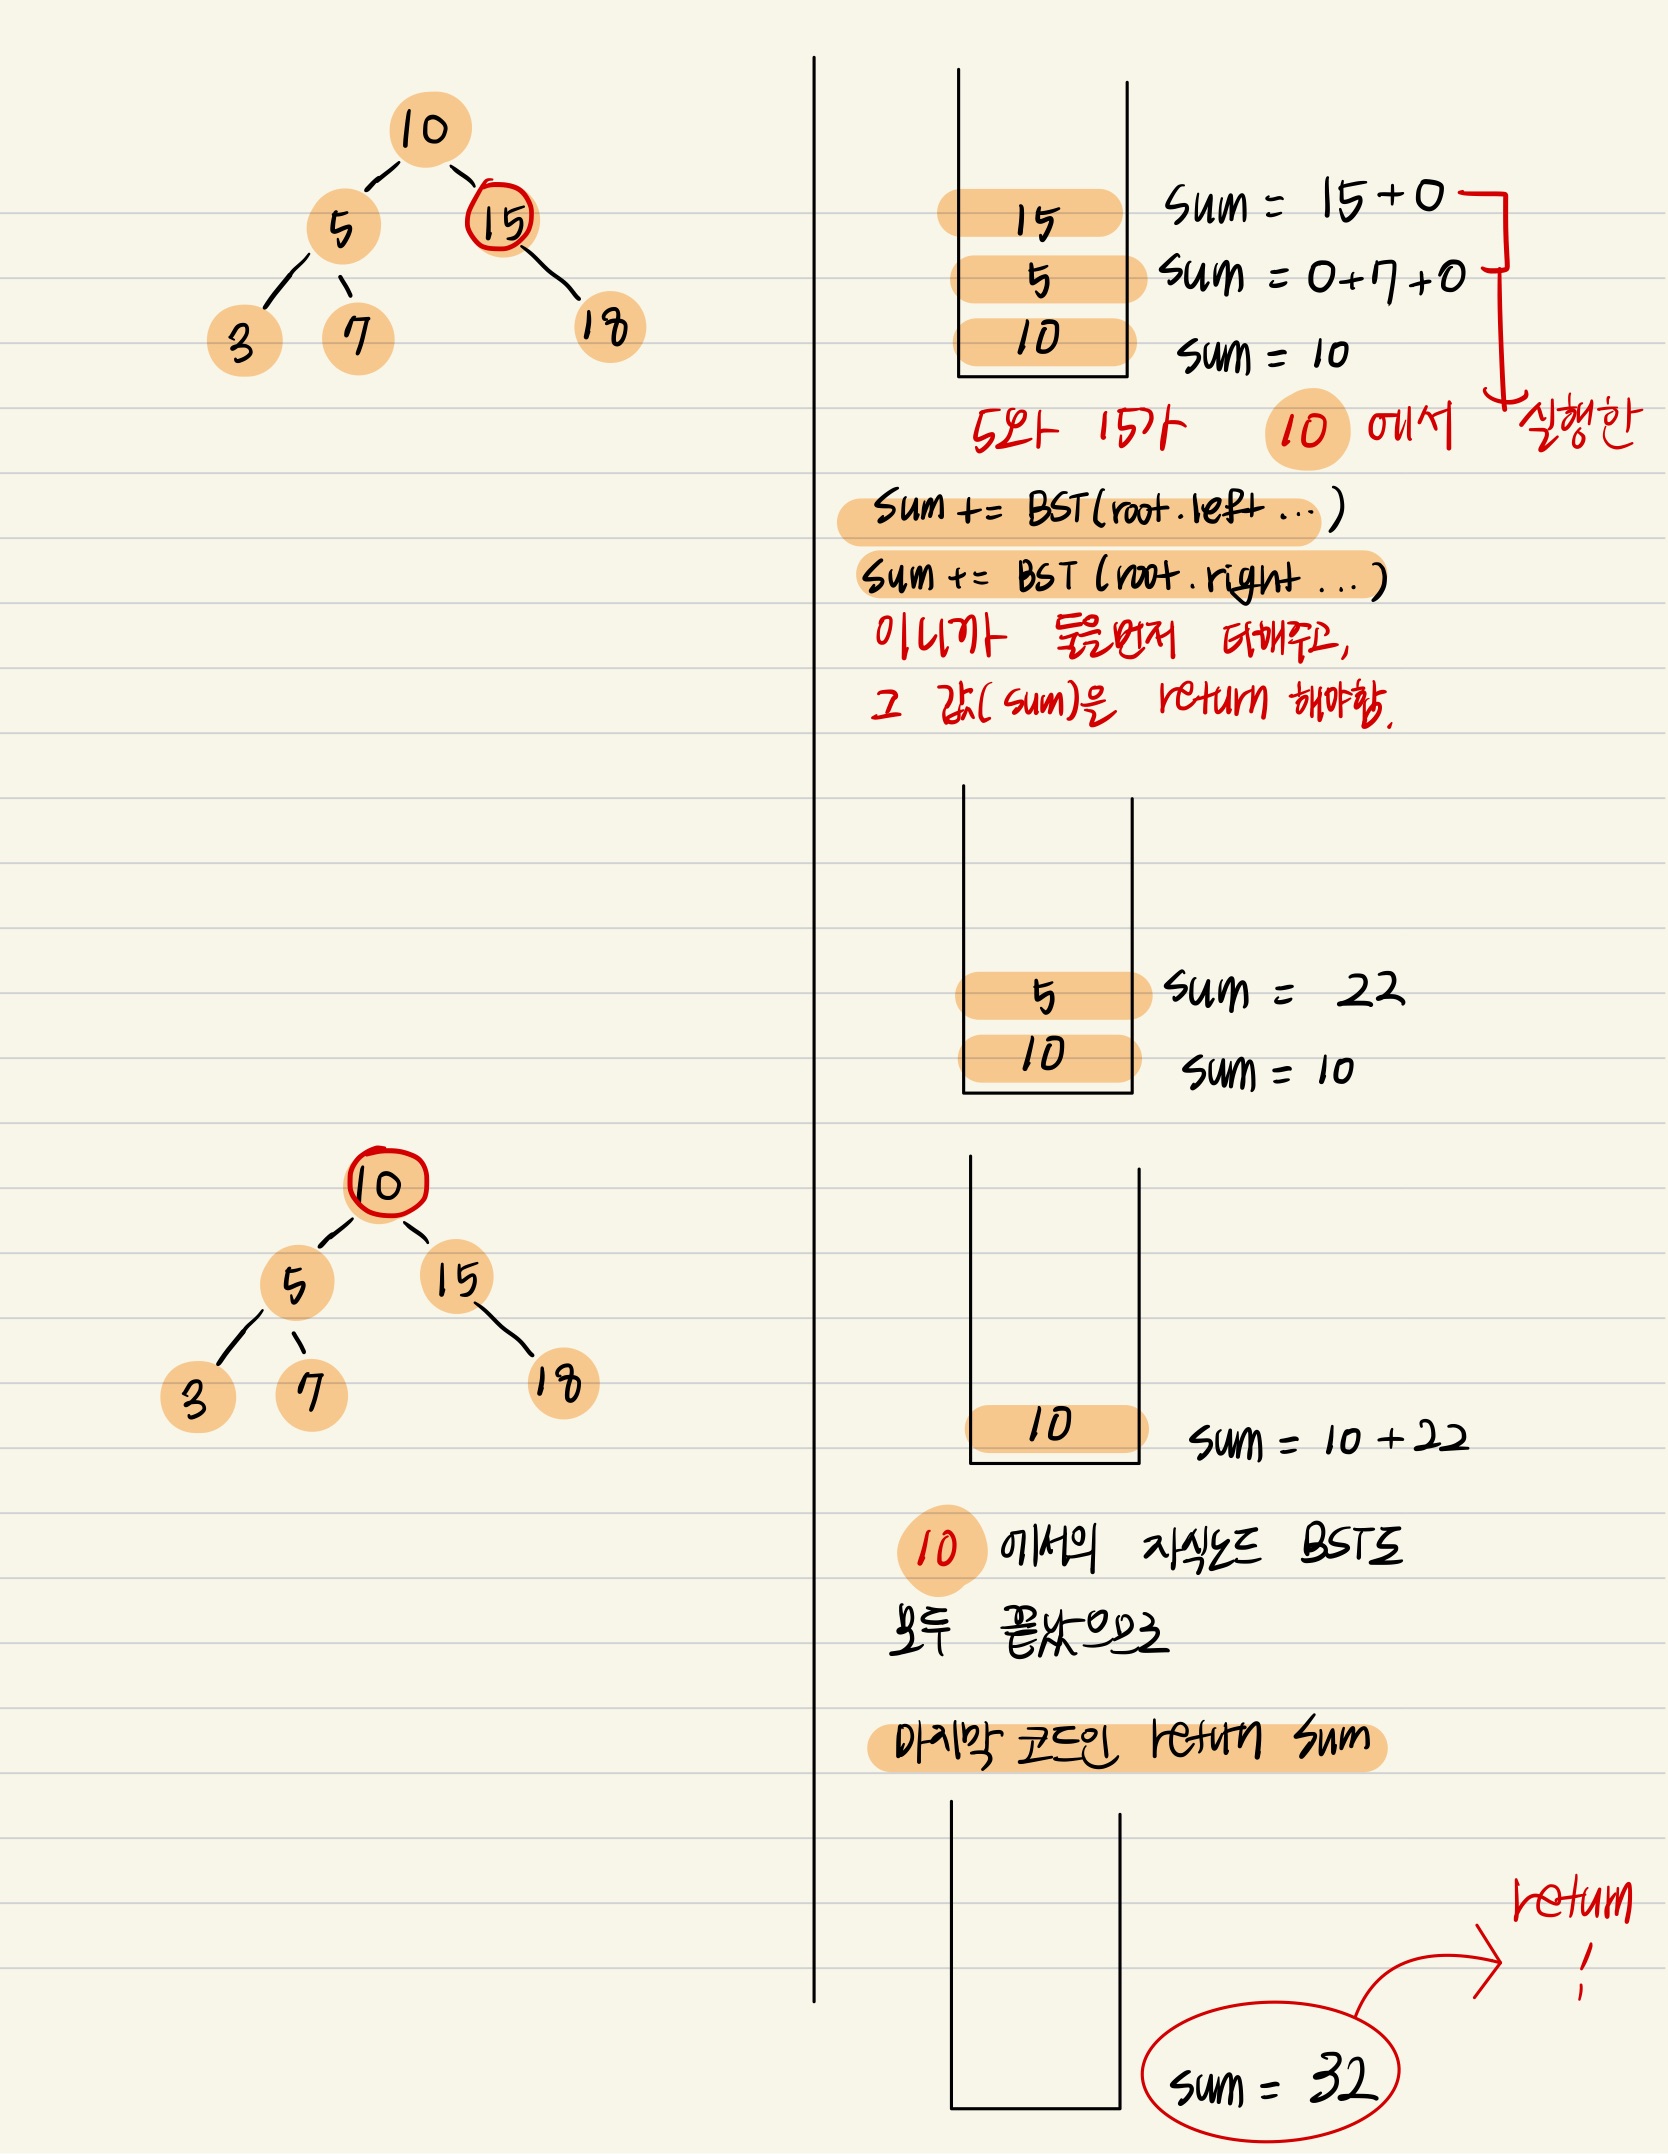 10
5 15
3 7 18
15 sum = 15+0
5 sum = 0+7+0
10 sum = 10
5와 15가 10 에서 실행한
sum += BST(root.left ...)
sum += BST (root.right ...)
이니까 둘을먼저 더해주고,
그 값(sum)을 return 해야함.
5 sum = 22
10 sum = 10
10
5 15
3 7 18
10 sum = 10 + 22
10 에서의 자식노드 BST도
모두 끝났으므로
마지막 코드인 return sum
return
!
sum = 32